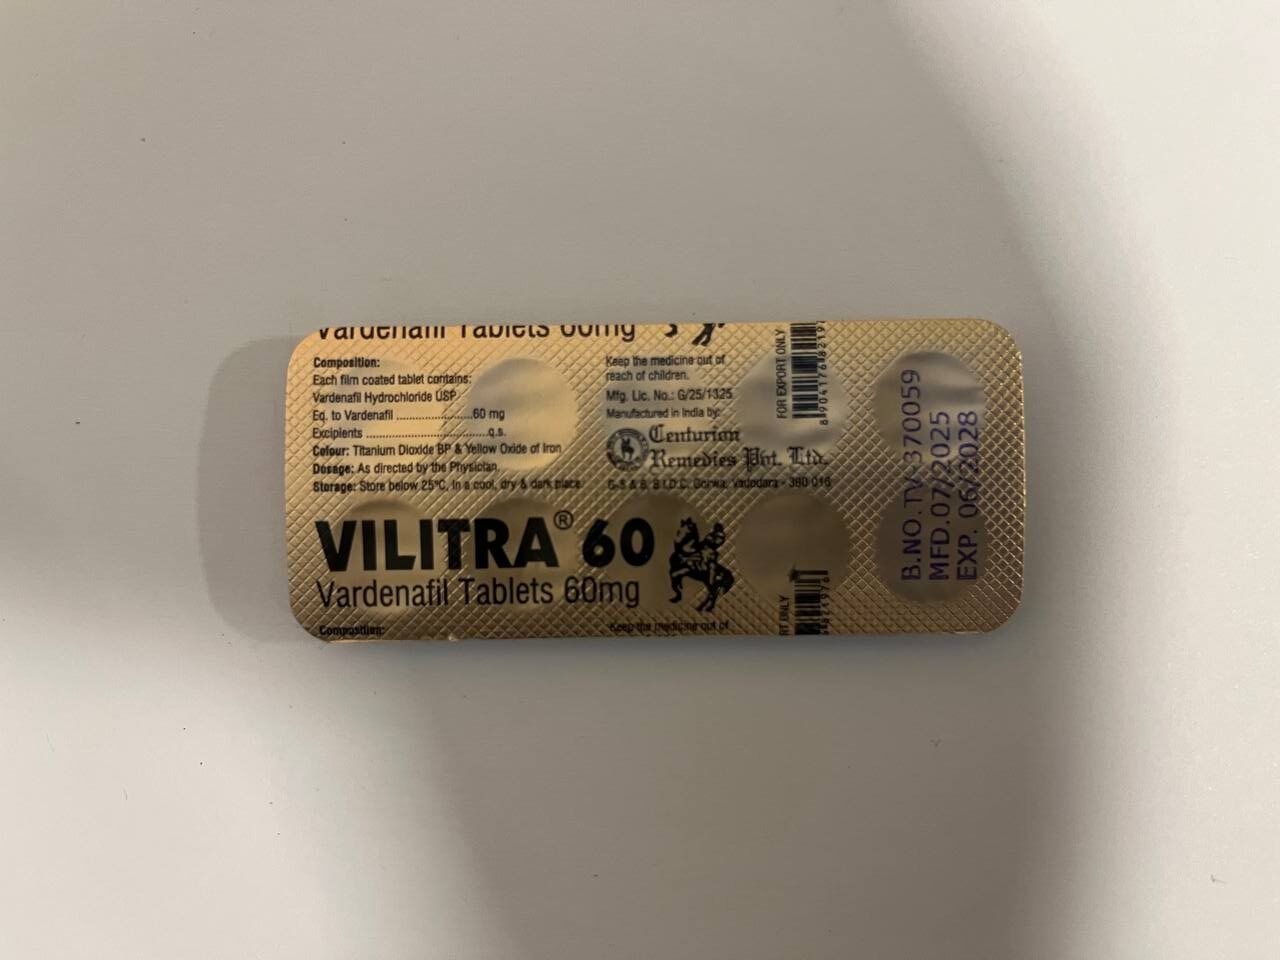 Vardenafil Tablets 60mg
Composition:
Each film coated tablet contains:
Vardenafil Hydrochloride USP
Eq. to Vardenafil ........................60 mg
Excipients .......................................q.s.
Colour: Titanium Dioxide BP & Yellow Oxide of Iron
Dosage: As directed by the Physician.
Storage: Store below 25°C, in a cool, dry & dark place.
Keep the medicine out of
reach of children.
Mfg. Lic. No.: G/25/1325
Manufactured in India by:
Centurion
Remedies Pvt. Ltd.
Gorwa, Vadodara - 390 016
FOR EXPORT ONLY
VILITRA® 60
Vardenafil Tablets 60mg
Composition:
Keep the medicine out of
ONLY
B.NO.TV-370059
MFD.07/2025
EXP. 06/2028